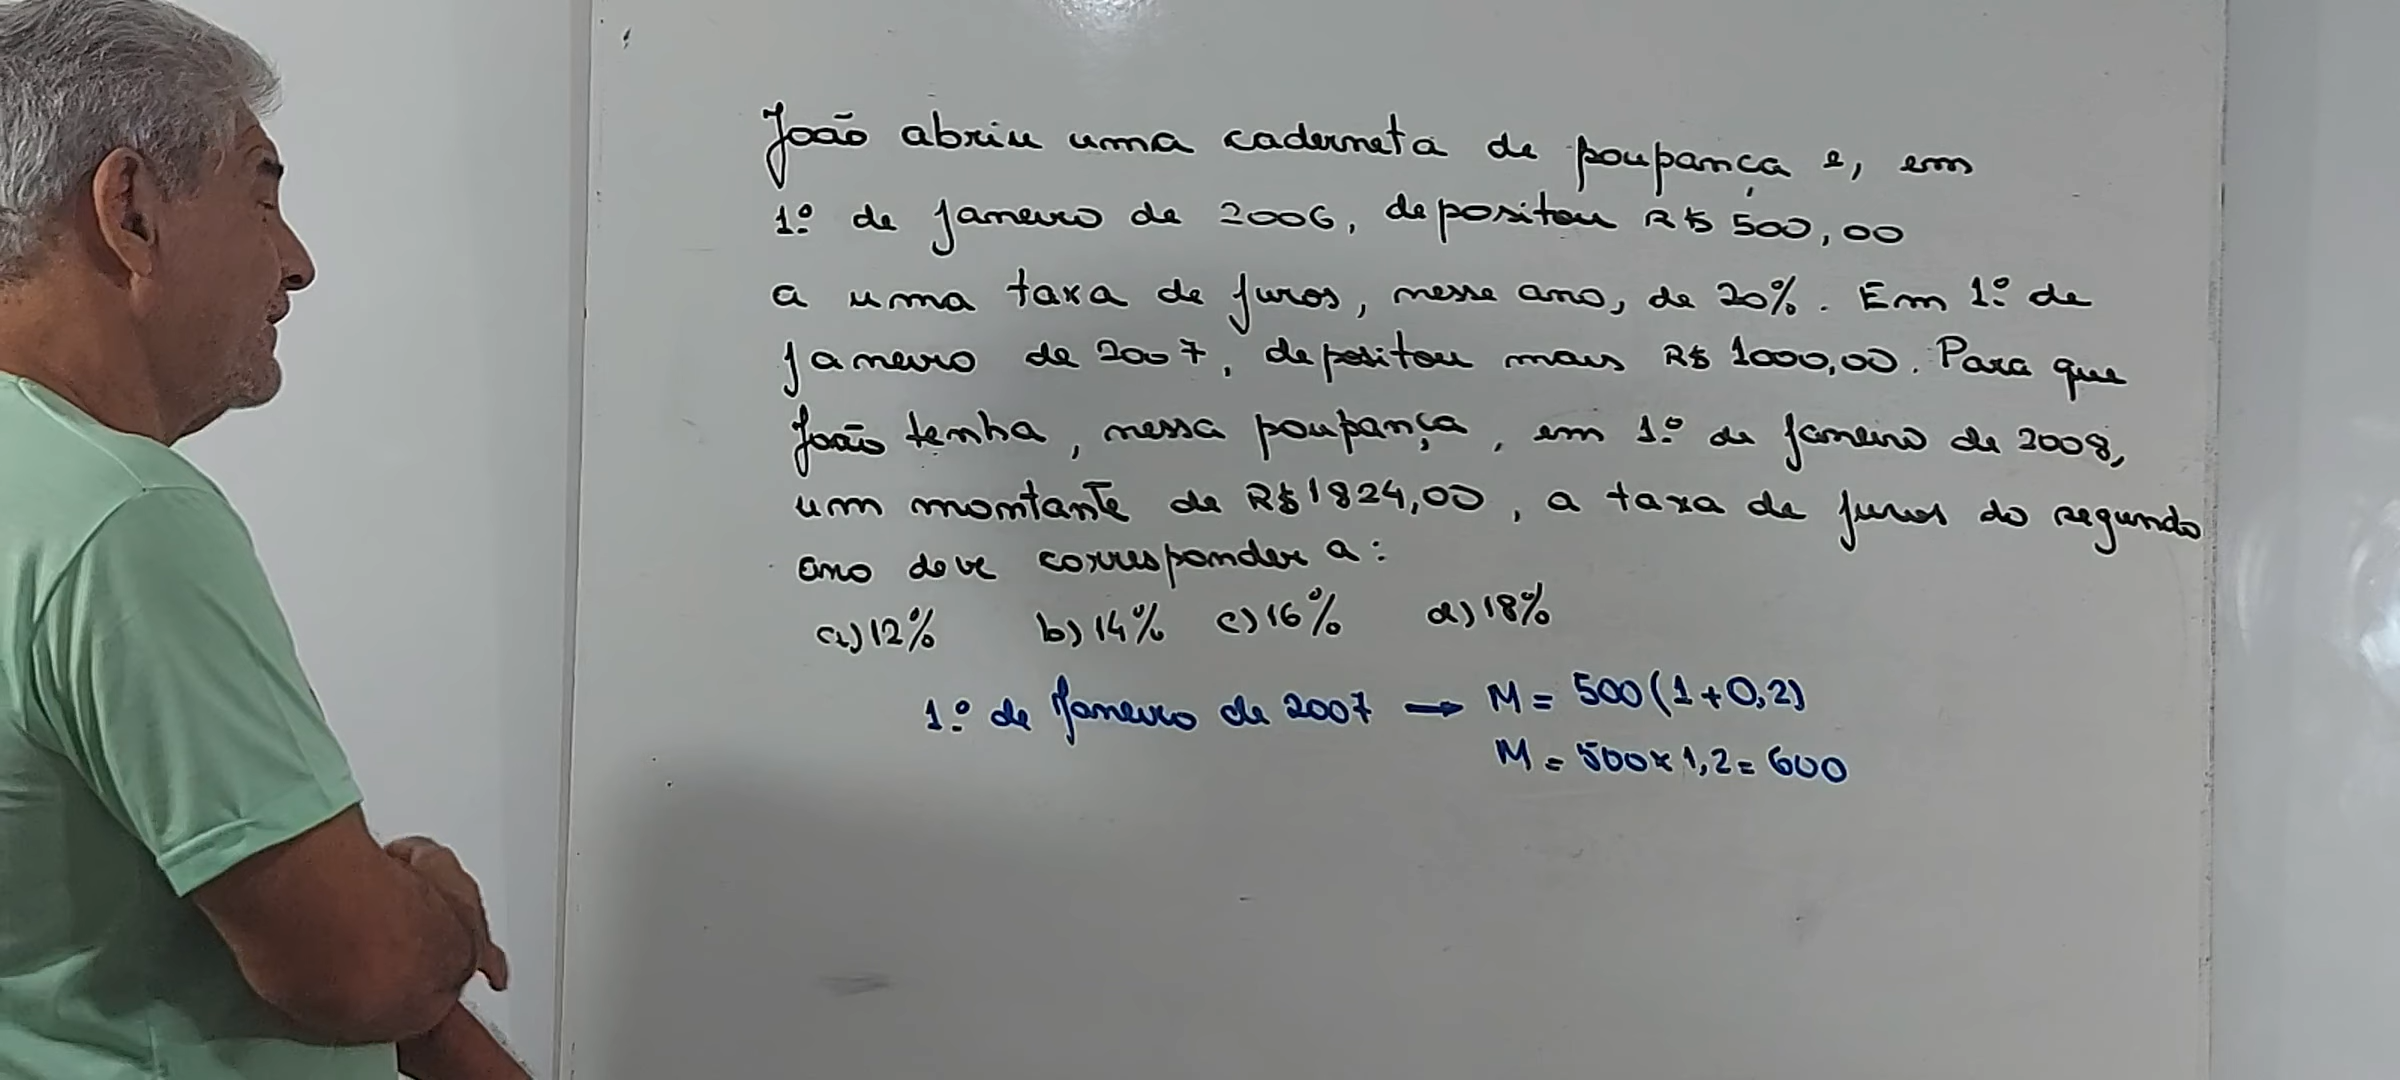 João abriu uma caderneta de poupança e, em
1º de janeiro de 2006, depositou R$ 500,00
a uma taxa de juros, nesse ano, de 20%. Em 1º de
janeiro de 2007, depositou mais R$ 1000,00. Para que
João tenha, nessa poupança, em 1º de janeiro de 2008,
um montante de R$ 1824,00, a taxa de juros do segundo
ano deve corresponder a:
a) 12% b) 14% c) 16% d) 18%
1º de Janeiro de 2007 → M = 500(1+0,2)
M = 500x1,2 = 600